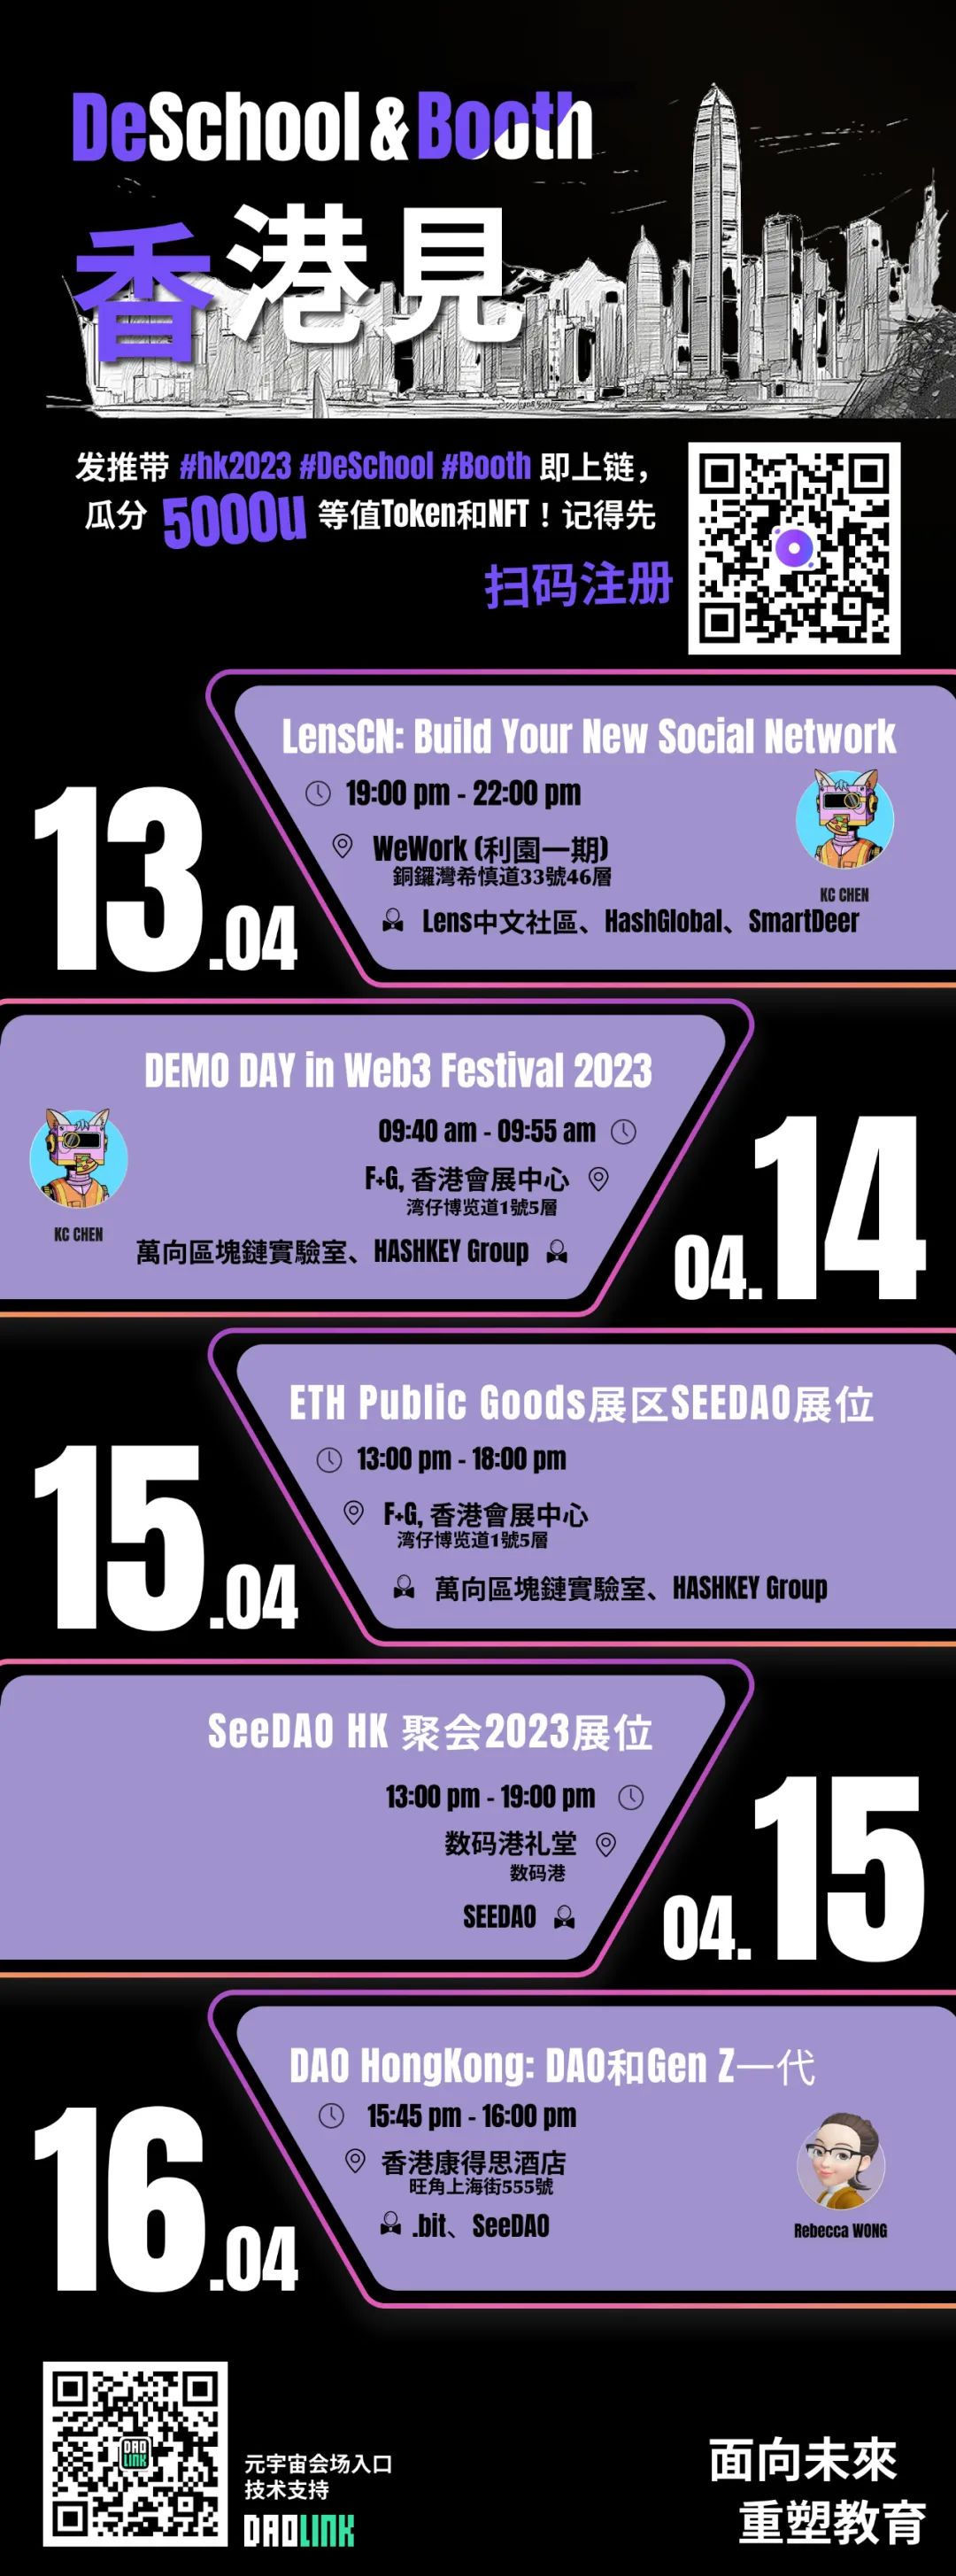 DeSchool & Booth
香港見
发推带 #hk2023 #DeSchool #Booth 即上链，
瓜分 5000u 等值Token和NFT！记得先
扫码注册
13.04
LensCN: Build Your New Social Network
19:00 pm - 22:00 pm
WeWork (利園一期)
銅鑼灣希慎道33號46層
Lens中文社區、HashGlobal、SmartDeer
KC CHEN
04.14
DEMO DAY in Web3 Festival 2023
09:40 am - 09:55 am
F+G, 香港會展中心
湾仔博览道1號5層
萬向區塊鏈實驗室、HASHKEY Group
KC CHEN
15.04
ETH Public Goods展区SEEDAO展位
13:00 pm - 18:00 pm
F+G, 香港會展中心
湾仔博览道1號5層
萬向區塊鏈實驗室、HASHKEY Group
04.15
SeeDAO HK 聚会2023展位
13:00 pm - 19:00 pm
数码港礼堂
数码港
SEEDAO
16.04
DAO HongKong: DAO和Gen Z一代
15:45 pm - 16:00 pm
香港康得思酒店
旺角上海街555號
.bit、SeeDAO
Rebecca WONG
DAO
LINK
元宇宙会场入口
技术支持
DAOLINK
面向未來
重塑教育